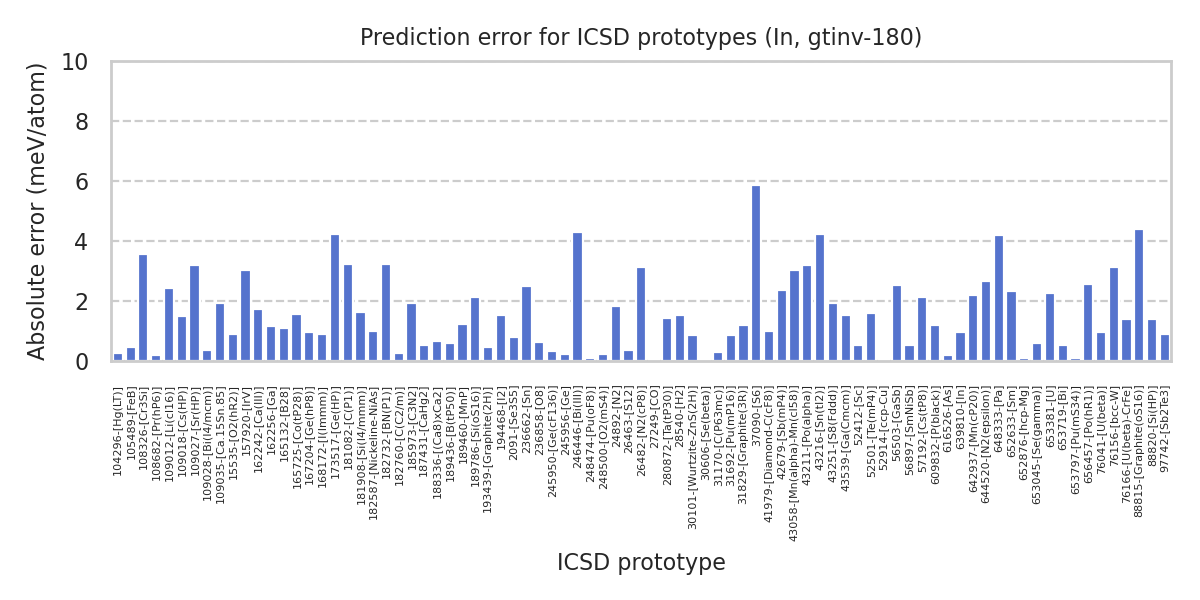 Prediction error for ICSD prototypes (In, gtinv-180)
Absolute error (meV/atom)
10
8
6
4
2
0
104296-[Hg(LT)]
105489-[FeB]
108326-[Cr3Si]
108682-[Pr(hP6)]
109012-[Li(cI16)]
109018-[Cs(HP)]
109027-[Sr(HP)]
109028-[Bi(I4/mcm)]
109035-[Ca.15Sn.85]
15535-[O2(hR2)]
157920-[IrV]
162242-[Ca(III)]
162256-[Ga]
165132-[B28]
165725-[Co(tP28)]
167204-[Ge(hP8)]
168172-[I(Immm)]
173517-[Ge(HP)]
181082-[C(P1)]
181908-[Si(I4/mmm)]
182587-[Nickeline-NiAs]
182732-[BN(P1)]
182760-[C(C2/m)]
185973-[C3N2]
187431-[CaHg2]
188336-[(Ca8)xCa2]
189436-[B(tP50)]
189460-[MnP]
189786-[Si(oS16)]
193439-[Graphite(2H)]
194468-[I2]
2091-[Se3S5]
236662-[Sn]
236858-[O8]
245950-[Ge(cF136)]
245956-[Ge]
246446-[Bi(III)]
248474-[Pu(oF8)]
248500-[O2(mS4)]
24892-[N2]
26463-[S12]
26482-[N2(cP8)]
27249-[CO]
280872-[Ta(tP30)]
28540-[H2]
30101-[Wurtzite-ZnS(2H)]
30606-[Se(beta)]
31170-[C(P63mc)]
31692-[Pu(mP16)]
31829-[Graphite(3R)]
37090-[S6]
41979-[Diamond-C(cF8)]
42679-[Sb(mP4)]
43058-[Mn(alpha)-Mn(cI58)]
43211-[Po(alpha)]
43216-[Sn(tI2)]
43251-[S8(Fddd)]
43539-[Ga(Cmcm)]
52412-[Sc]
52501-[Te(mP4)]
52914-[ccp-Cu]
56503-[GaSb]
56897-[SmNiSb]
57192-[Cs(tP8)]
609832-[P(black)]
616526-[As]
639810-[In]
642937-[Mn(cP20)]
644520-[N2(epsilon)]
648333-[Pa]
652633-[Sm]
652876-[hcp-Mg]
653045-[Se(gamma)]
653381-[U]
653719-[Bi]
653797-[Pu(mS34)]
656457-[Po(hR1)]
76041-[U(beta)]
76156-[bcc-W]
76166-[U(beta)-CrFe]
88815-[Graphite(oS16)]
88820-[Si(HP)]
97742-[Sb2Te3]
ICSD prototype